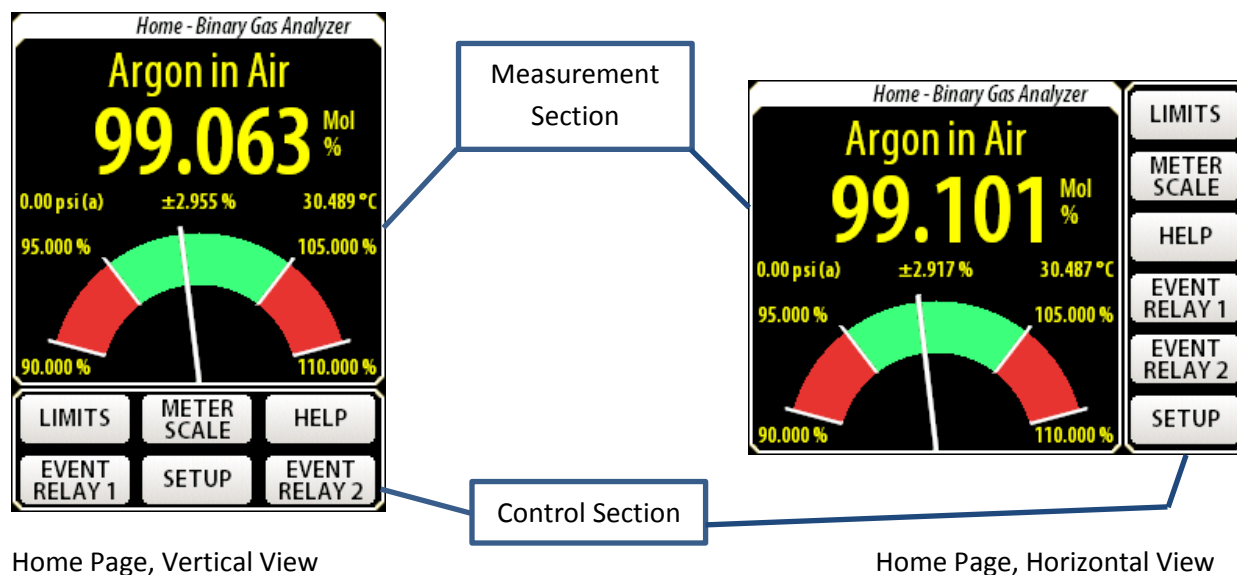 Home - Binary Gas Analyzer
Argon in Air
99.063 Mol %
0.00 psi (a) ±2.955 % 30.489 °C
95.000 % 105.000 %
90.000 % 110.000 %
LIMITS METER SCALE HELP
EVENT RELAY 1 SETUP EVENT RELAY 2
Measurement
Section
Home - Binary Gas Analyzer
Argon in Air
99.101 Mol %
0.00 psi (a) ±2.917 % 30.487 °C
95.000 % 105.000 %
90.000 % 110.000 %
LIMITS
METER
SCALE
HELP
EVENT
RELAY 1
EVENT
RELAY 2
SETUP
Control Section
Home Page, Vertical View
Home Page, Horizontal View